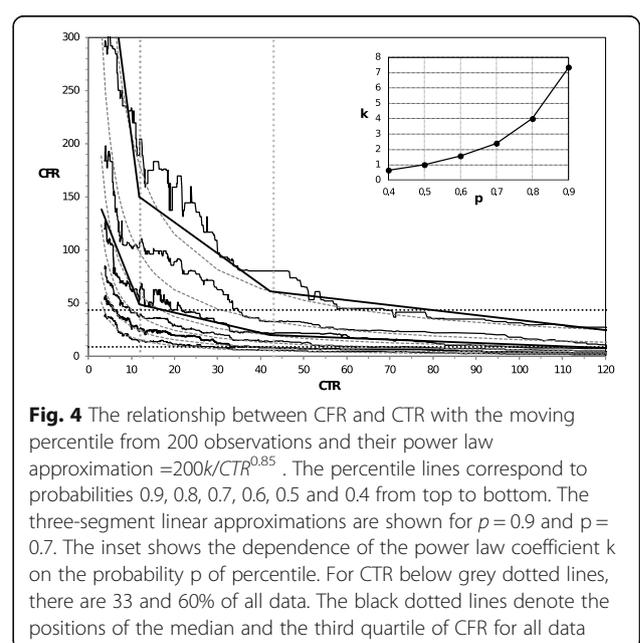 300
250
200
CFR
150
100
50
0
0 10 20 30 40 50 60 70 80 90 100 110 120
CTR
8
7
6
5
k
4
3
2
1
0
0,4 0,5 0,6 0,7 0,8 0,9
p
Fig. 4 The relationship between CFR and CTR with the moving
percentile from 200 observations and their power law
approximation =200k/CTR^0.85 . The percentile lines correspond to
probabilities 0.9, 0.8, 0.7, 0.6, 0.5 and 0.4 from top to bottom. The
three-segment linear approximations are shown for p = 0.9 and p =
0.7. The inset shows the dependence of the power law coefficient k
on the probability p of percentile. For CTR below grey dotted lines,
there are 33 and 60% of all data. The black dotted lines denote the
positions of the median and the third quartile of CFR for all data